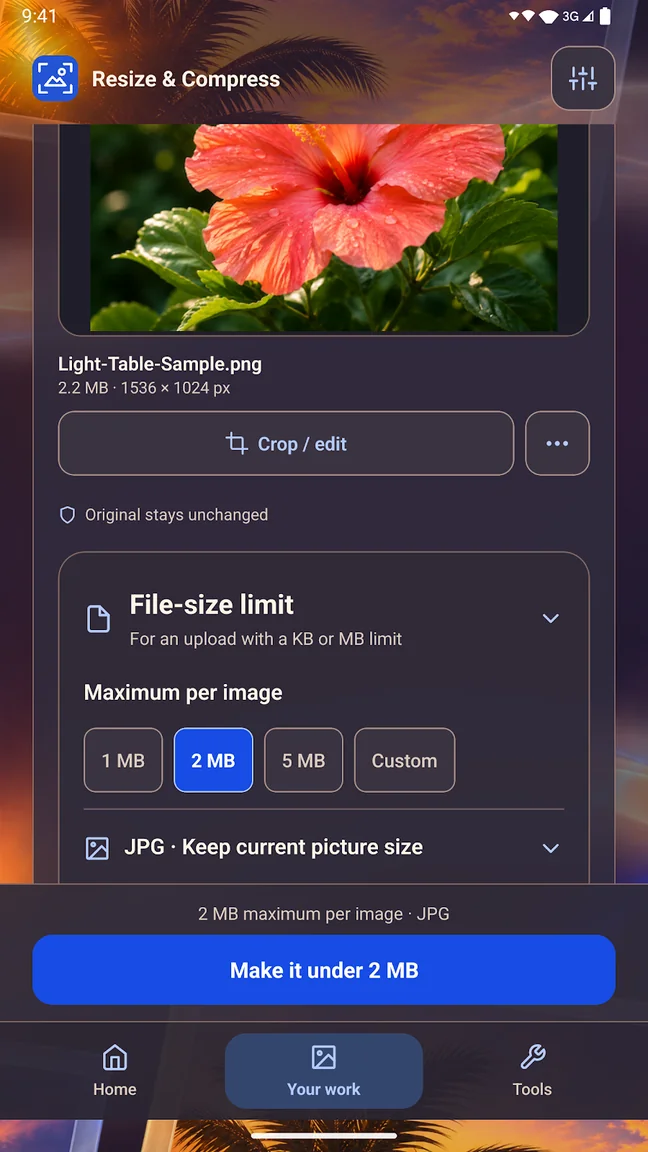 9:41
3G
Resize & Compress
Light-Table-Sample.png
2.2 MB · 1536 × 1024 px
Crop / edit
Original stays unchanged
File-size limit
For an upload with a KB or MB limit
Maximum per image
1 MB
2 MB
5 MB
Custom
JPG · Keep current picture size
2 MB maximum per image · JPG
Make it under 2 MB
Home
Your work
Tools